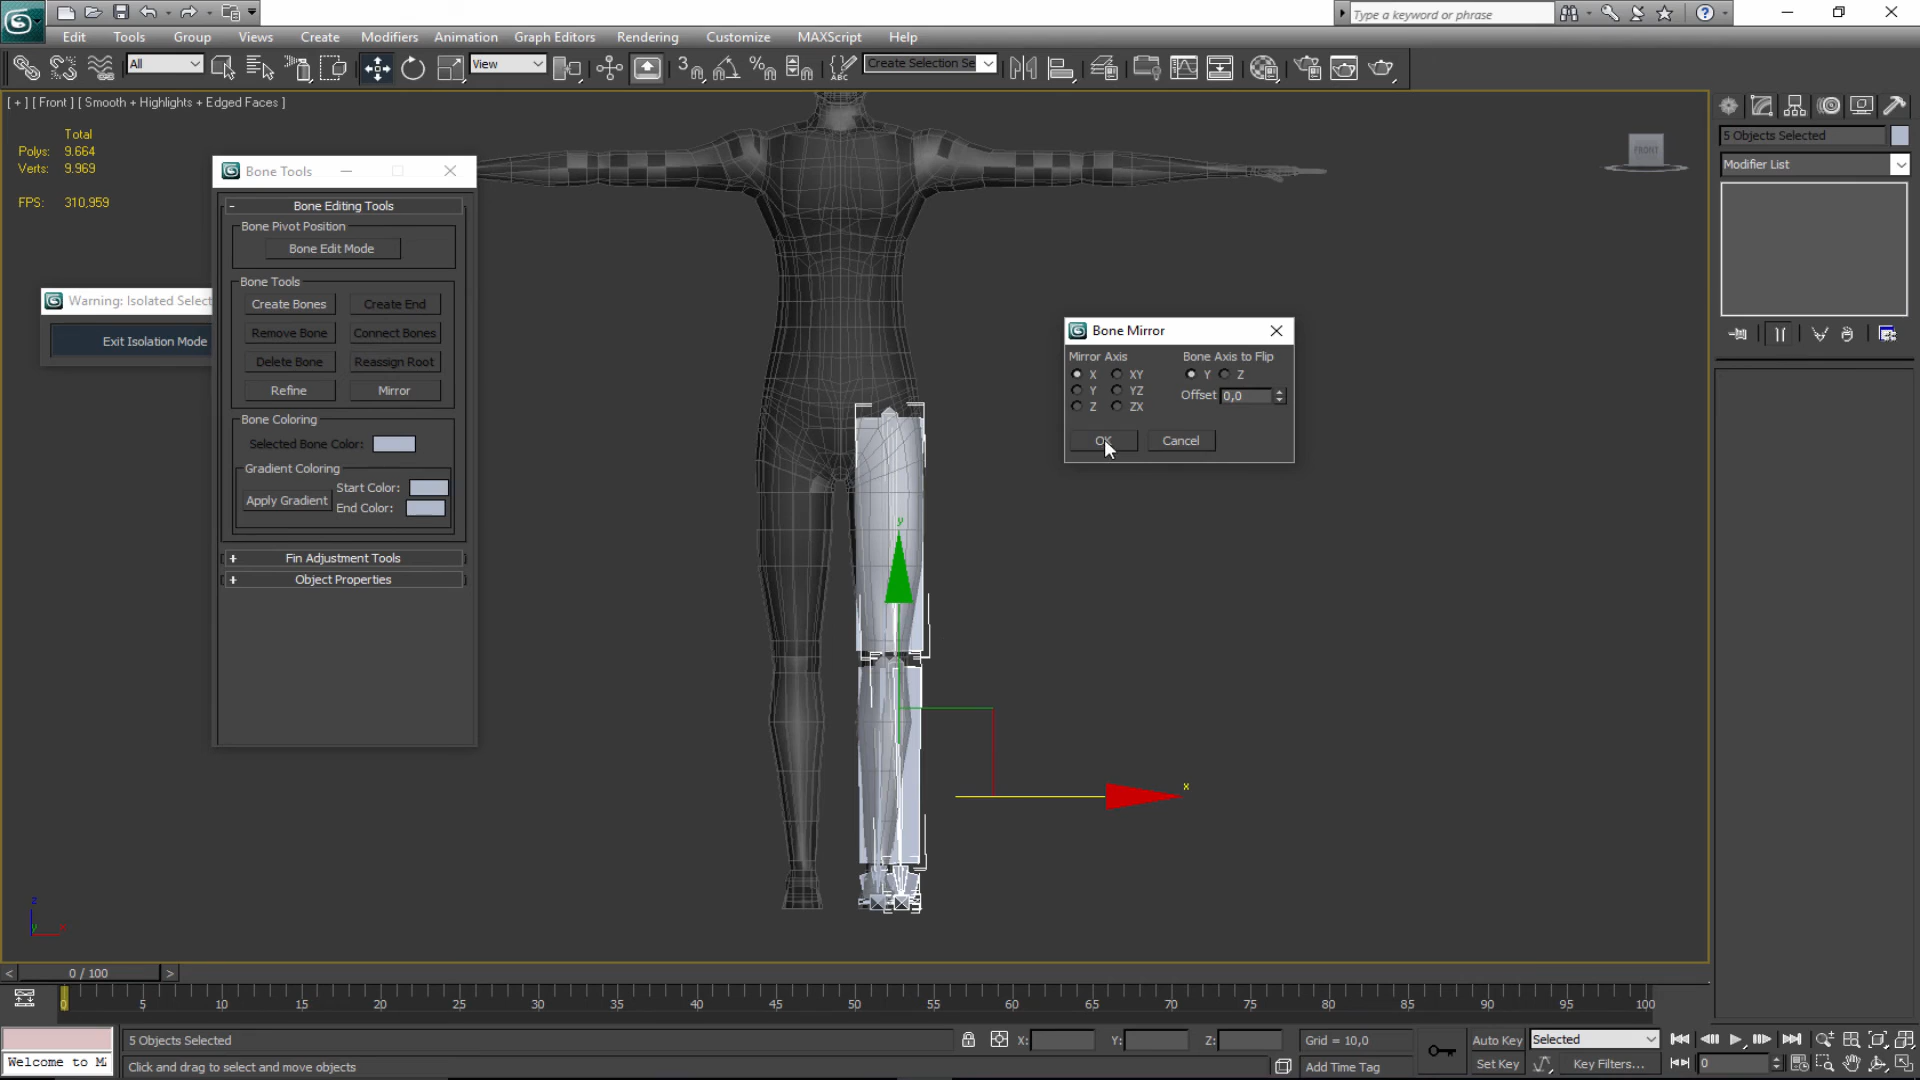 Type a keyword or phrase
Edit Tools Group Views Create Modifiers Animation Graph Editors Rendering Customize MAXScript Help
All
View
3
%
ABC
Create Selection Se
[ + ] [ Front ] [ Smooth + Highlights + Edged Faces ]
Total
Polys: 9.664
Verts: 9.969
FPS: 310,959
Bone Tools
Bone Editing Tools
Bone Pivot Position
Bone Edit Mode
Bone Tools
Create Bones Create End
Remove Bone Connect Bones
Delete Bone Reassign Root
Refine Mirror
Bone Coloring
Selected Bone Color:
Gradient Coloring
Apply Gradient Start Color:
End Color:
+ Fin Adjustment Tools
+ Object Properties
Warning: Isolated Select
Exit Isolation Mode
Bone Mirror
Mirror Axis Bone Axis to Flip
X XY Y Z
Y YZ Offset 0,0
Z ZX
OK Cancel
FRONT
5 Objects Selected
Modifier List
y
x
z
y
< 0 / 100 >
0 5 10 15 20 25 30 35 40 45 50 55 60 65 70 75 80 85 90 95 100
5 Objects Selected X: Y: Z: Grid = 10,0 Auto Key Selected
Welcome to MA Click and drag to select and move objects Add Time Tag Set Key Key Filters... 0